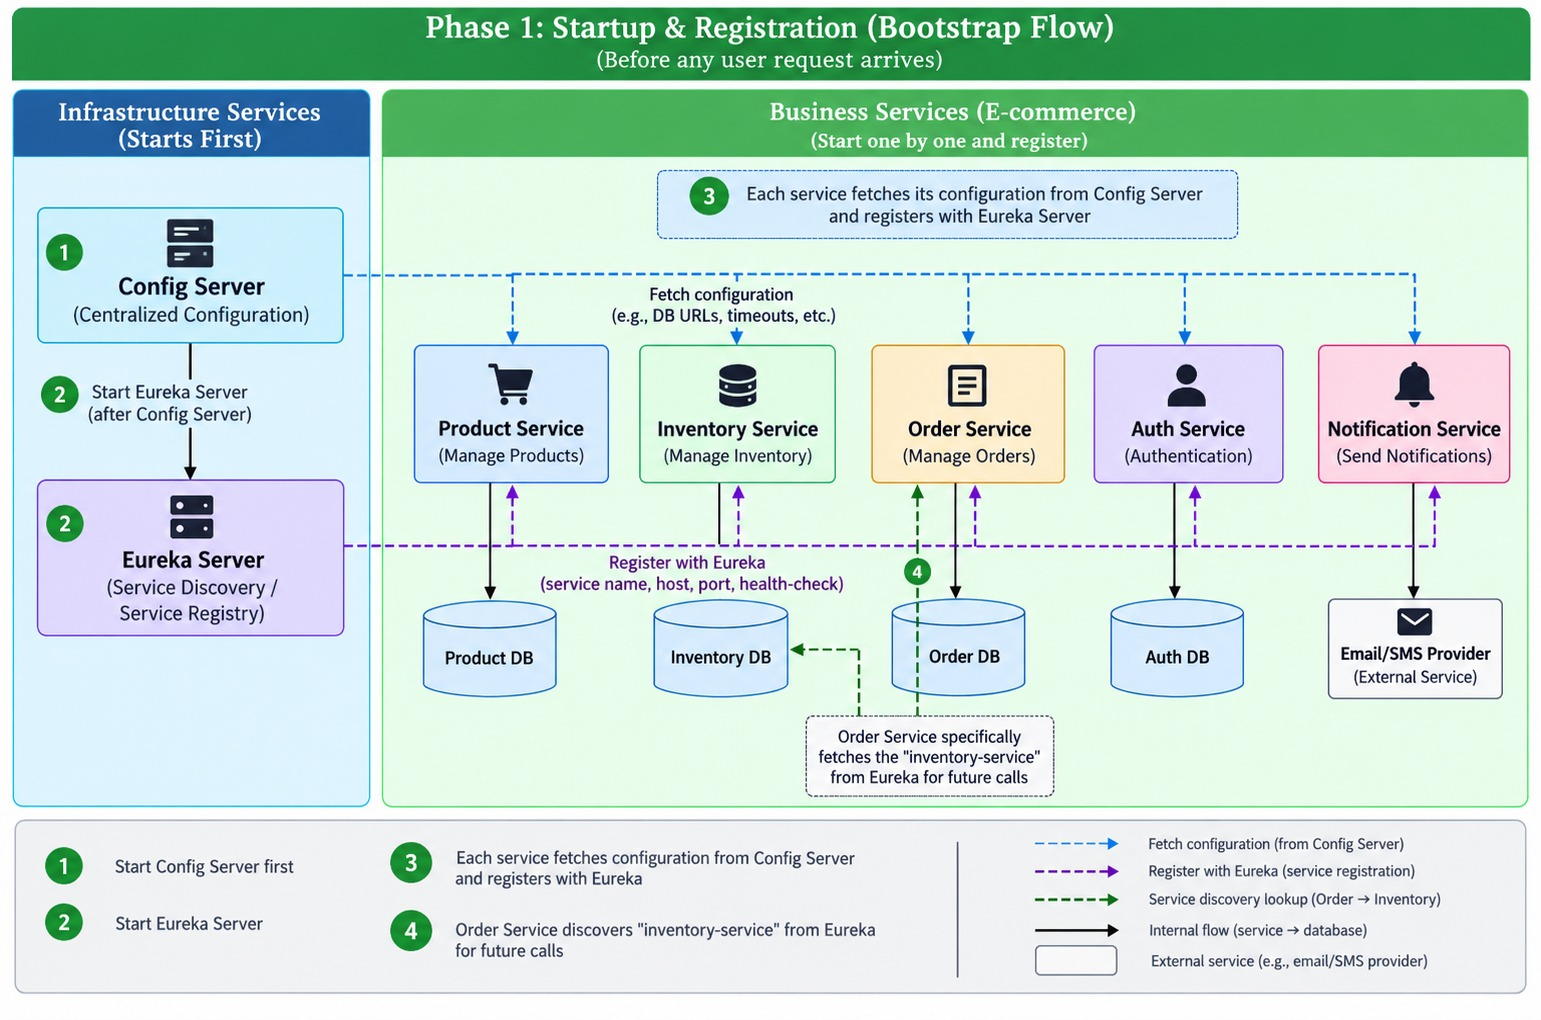 Phase 1: Startup & Registration (Bootstrap Flow)
(Before any user request arrives)
Infrastructure Services
(Starts First)
1
Config Server
(Centralized Configuration)
2
Start Eureka Server
(after Config Server)
2
Eureka Server
(Service Discovery /
Service Registry)
Business Services (E-commerce)
(Start one by one and register)
3
Each service fetches its configuration from Config Server
and registers with Eureka Server
Fetch configuration
(e.g., DB URLs, timeouts, etc.)
Product Service
(Manage Products)
Inventory Service
(Manage Inventory)
Order Service
(Manage Orders)
Auth Service
(Authentication)
Notification Service
(Send Notifications)
Register with Eureka
(service name, host, port, health-check)
4
Product DB
Inventory DB
Order DB
Auth DB
Email/SMS Provider
(External Service)
Order Service specifically
fetches the "inventory-service"
from Eureka for future calls
1
Start Config Server first
2
Start Eureka Server
3
Each service fetches configuration from Config Server
and registers with Eureka
4
Order Service discovers "inventory-service" from Eureka
for future calls
Fetch configuration (from Config Server)
Register with Eureka (service registration)
Service discovery lookup (Order → Inventory)
Internal flow (service → database)
External service (e.g., email/SMS provider)